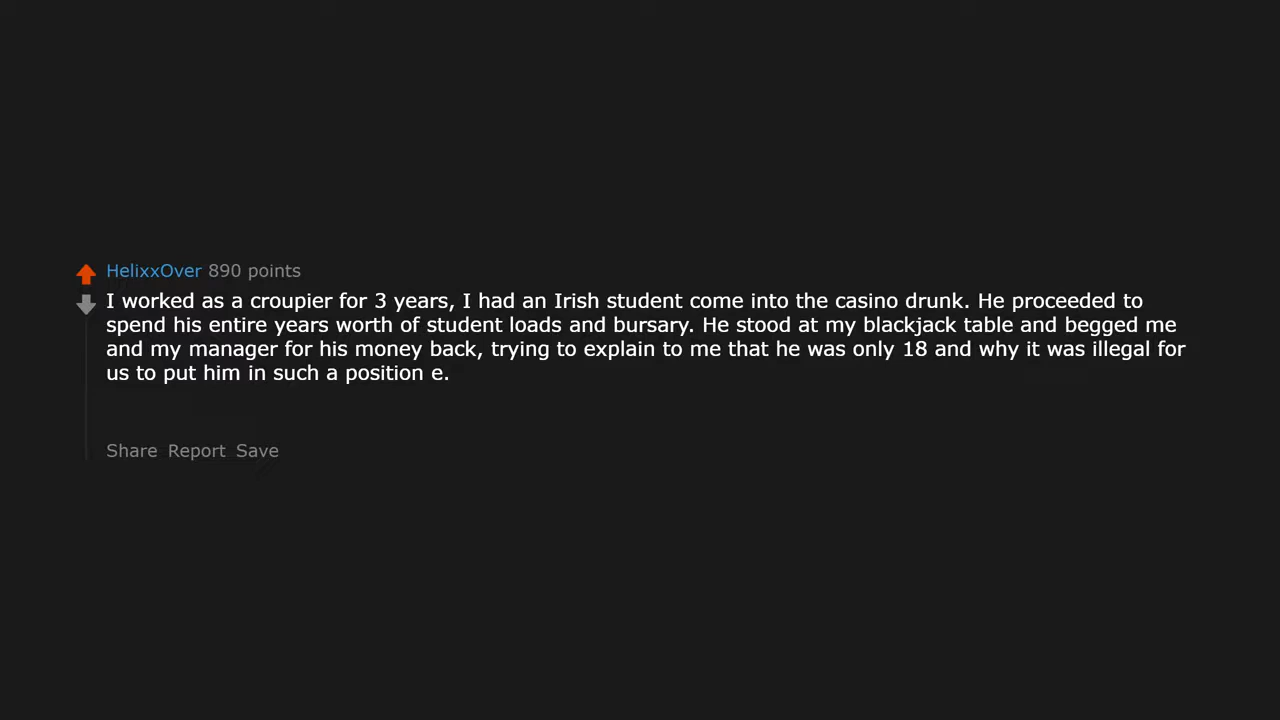 HelixxOver 890 points
I worked as a croupier for 3 years, I had an Irish student come into the casino drunk. He proceeded to
spend his entire years worth of student loads and bursary. He stood at my blackjack table and begged me
and my manager for his money back, trying to explain to me that he was only 18 and why it was illegal for
us to put him in such a position e.
Share Report Save